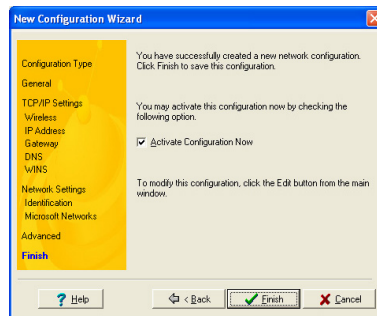 New Configuration Wizard
Configuration Type
General
TCP/IP Settings
Wireless
IP Address
Gateway
DNS
WINS
Network Settings
Identification
Microsoft Networks
Advanced
Finish
You have successfully created a new network configuration.
Click Finish to save this configuration.
You may activate this configuration now by checking the
following option.
Activate Configuration Now
To modify this configuration, click the Edit button from the main
window.
? Help
< Back
Finish
Cancel